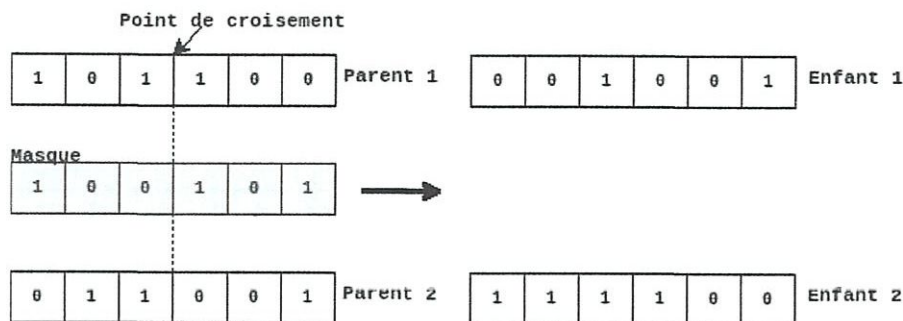 Point de croisement
1 0 1 1 0 0 Parent 1 0 0 1 0 0 1 Enfant 1
Masque
1 0 0 1 0 1
0 1 1 0 0 1 Parent 2 1 1 1 1 0 0 Enfant 2